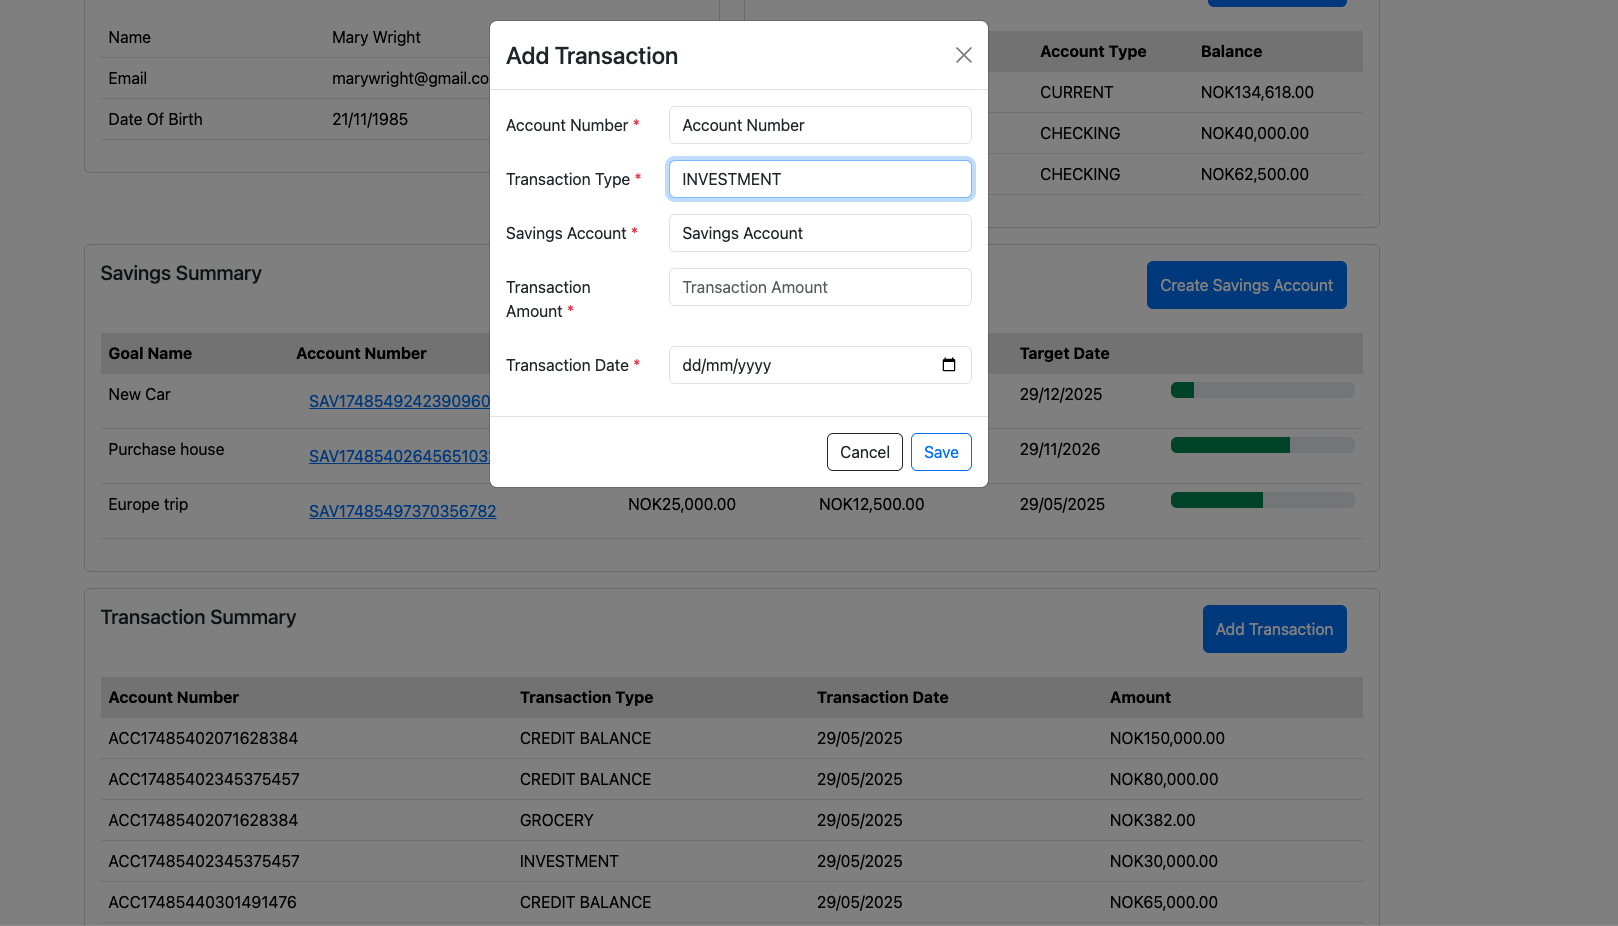 Add Transaction
Account Number * Account Number
Transaction Type * INVESTMENT
Savings Account * Savings Account
Transaction Amount * Transaction Amount
Transaction Date * dd/mm/yyyy
Cancel Save
Name Mary Wright
Email marywright@gmail.co
Date Of Birth 21/11/1985
Account Type Balance
CURRENT NOK134,618.00
CHECKING NOK40,000.00
CHECKING NOK62,500.00
Savings Summary
Create Savings Account
Goal Name Account Number Target Date
New Car SAV1748549242390960 29/12/2025
Purchase house SAV1748540264565103 29/11/2026
Europe trip SAV17485497370356782 NOK25,000.00 NOK12,500.00 29/05/2025
Transaction Summary
Add Transaction
Account Number Transaction Type Transaction Date Amount
ACC17485402071628384 CREDIT BALANCE 29/05/2025 NOK150,000.00
ACC17485402345375457 CREDIT BALANCE 29/05/2025 NOK80,000.00
ACC17485402071628384 GROCERY 29/05/2025 NOK382.00
ACC17485402345375457 INVESTMENT 29/05/2025 NOK30,000.00
ACC17485440301491476 CREDIT BALANCE 29/05/2025 NOK65,000.00